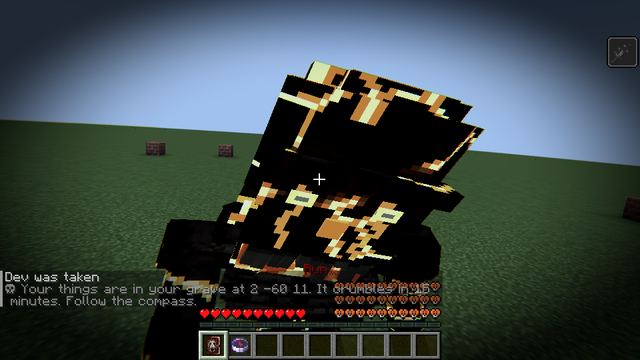 Dev was taken
☠ Your things are in your grave at 2 -60 11. It crumbles in 15
minutes. Follow the compass.